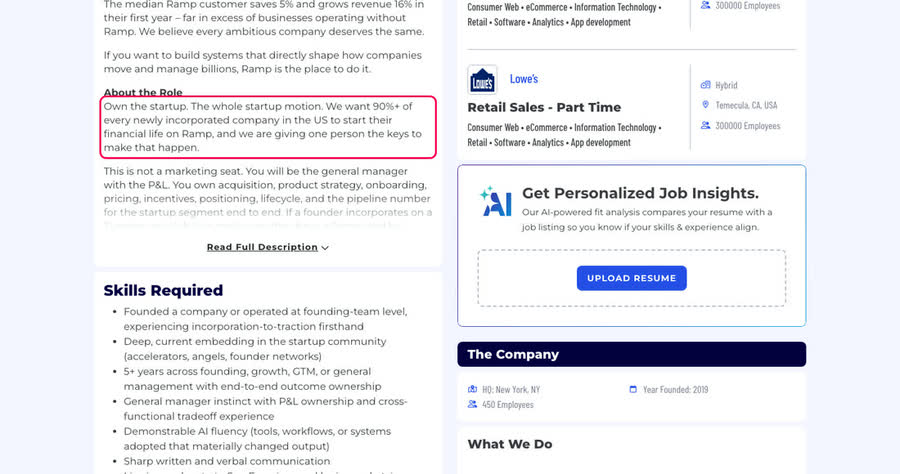 The median Ramp customer saves 5% and grows revenue 16% in
their first year – far in excess of businesses operating without
Ramp. We believe every ambitious company deserves the same.
If you want to build systems that directly shape how companies
move and manage billions, Ramp is the place to do it.
About the Role
Own the startup. The whole startup motion. We want 90%+ of
every newly incorporated company in the US to start their
financial life on Ramp, and we are giving one person the keys to
make that happen.
This is not a marketing seat. You will be the general manager
with the P&L. You own acquisition, product strategy, onboarding,
pricing, incentives, positioning, lifecycle, and the pipeline number
for the startup segment end to end. If a founder incorporates on a
Read Full Description
Skills Required
• Founded a company or operated at founding-team level,
experiencing incorporation-to-traction firsthand
• Deep, current embedding in the startup community
(accelerators, angels, founder networks)
• 5+ years across founding, growth, GTM, or general
management with end-to-end outcome ownership
• General manager instinct with P&L ownership and cross-
functional tradeoff experience
• Demonstrable AI fluency (tools, workflows, or systems
adopted that materially changed output)
• Sharp written and verbal communication
Consumer Web • eCommerce • Information Technology •
Retail • Software • Analytics • App development
300000 Employees
LOWE'S
Lowe's
Retail Sales - Part Time
Consumer Web • eCommerce • Information Technology •
Retail • Software • Analytics • App development
Hybrid
Temecula, CA, USA
300000 Employees
AI
Get Personalized Job Insights.
Our AI-powered fit analysis compares your resume with a
job listing so you know if your skills & experience align.
UPLOAD RESUME
The Company
HQ: New York, NY
Year Founded: 2019
450 Employees
What We Do